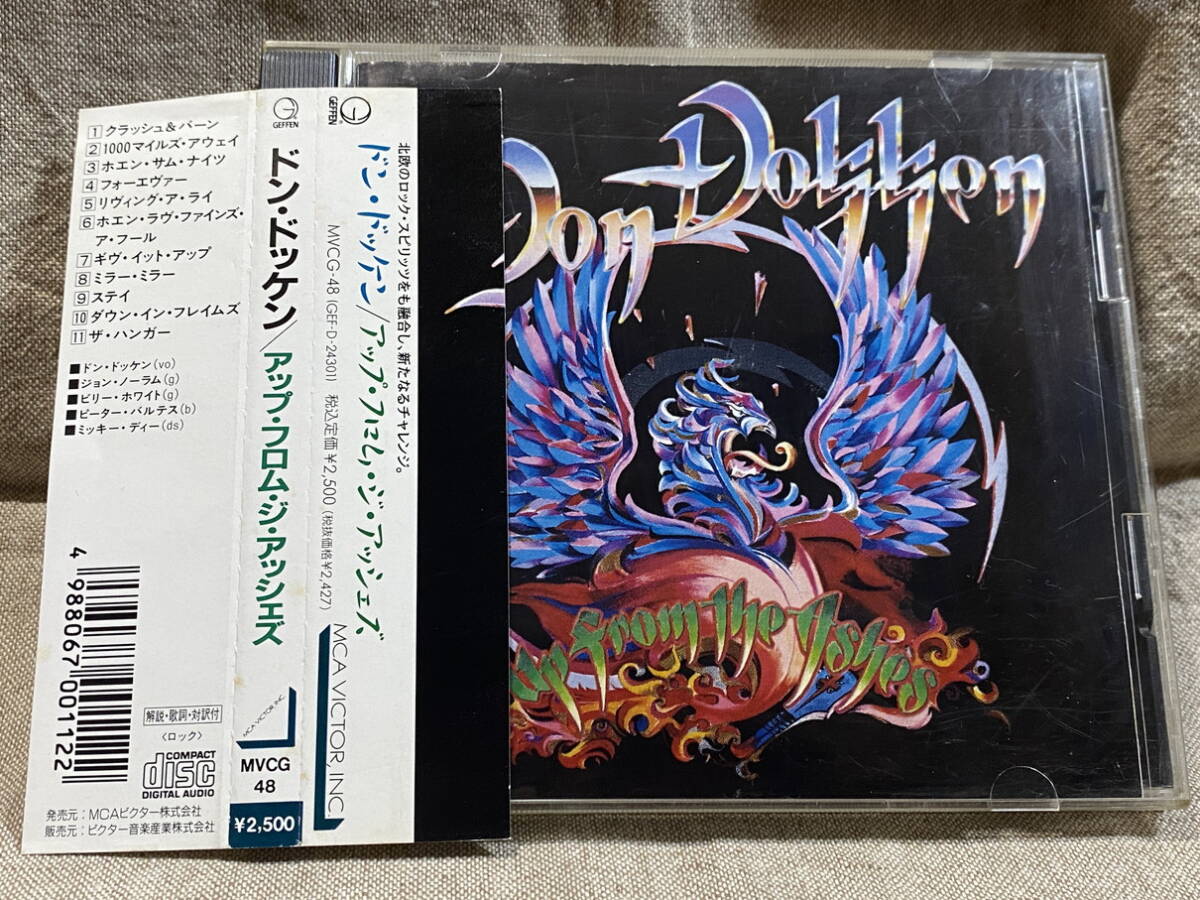 1 クラッシュ&バーン
2 1000マイルズ・アウェイ
3 ホエン・サム・ナイツ
4 フォーエヴァー
5 リヴィング・ア・ライ
6 ホエン・ラヴ・ファインズ・
ア・フール
7 ギヴ・イット・アップ
8 ミラー・ミラー
9 ステイ
10 ダウン・イン・フレイムズ
11 ザ・ハンガー
■ドン・ドッケン(vo)
■ジョン・ノーラム(g)
■ビリー・ホワイト(g)
■ピーター・バルテス(b)
■ミッキー・ディー(ds)
4 988067 001122
解説・歌詞・対訳付
〈ロック〉
COMPACT
disc
DIGITAL AUDIO
発売元：MCAビクター株式会社
販売元：ビクター音楽産業株式会社
GEFFEN
ドン・ドッケン/アップ・フロム・ジ・アッシェズ
MCA VICTOR, INC.
MVCG
48
¥2,500
GEFFEN
ドン・ドッケン/アップ・フロム・ジ・アッシェズ
MVCG-48 (GEF-D-24301) 税込定価¥2,500 (税抜価格¥2,427)
MCA VICTOR, INC.
北欧のロック・スピリッツをも融合し、新たなるチャレンジ。
Don Dokken
Up from the Ashes